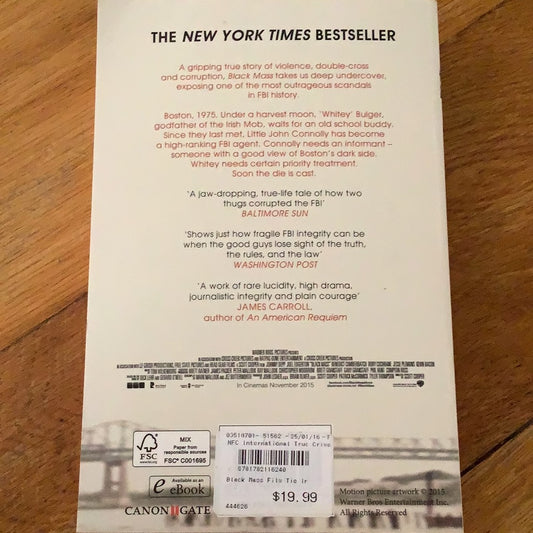 THE NEW YORK TIMES BESTSELLER
A gripping true story of violence, double-cross
and corruption, Black Mass takes us deep undercover,
exposing one of the most outrageous scandals
in FBI history.
Boston, 1975. Under a harvest moon, 'Whitey' Bulger,
godfather of the Irish Mob, waits for an old school buddy.
Since they last met, Little John Connolly has become
a high-ranking FBI agent. Connolly needs an informant –
someone with a good view of Boston's dark side.
Whitey needs certain priority treatment.
Soon the die is cast.
'A jaw-dropping, true-life tale of how two
thugs corrupted the FBI'
BALTIMORE SUN
'Shows just how fragile FBI integrity can be
when the good guys lose sight of the truth,
the rules, and the law'
WASHINGTON POST
'A work of rare lucidity, high drama,
journalistic integrity and plain courage'
JAMES CARROLL,
author of An American Requiem
In Cinemas November 2015
FSC
MIX
Paper from
responsible sources
FSC® C001695
Available as an
eBook
CANONGATE
03518701- 51562 -25/01/16 -F
NFC International True Crime
9781782116240
Black Mass Film Tie In
$19.99
444626
Motion picture artwork © 2015
Warner Bros Entertainment Inc.
All Rights Reserved